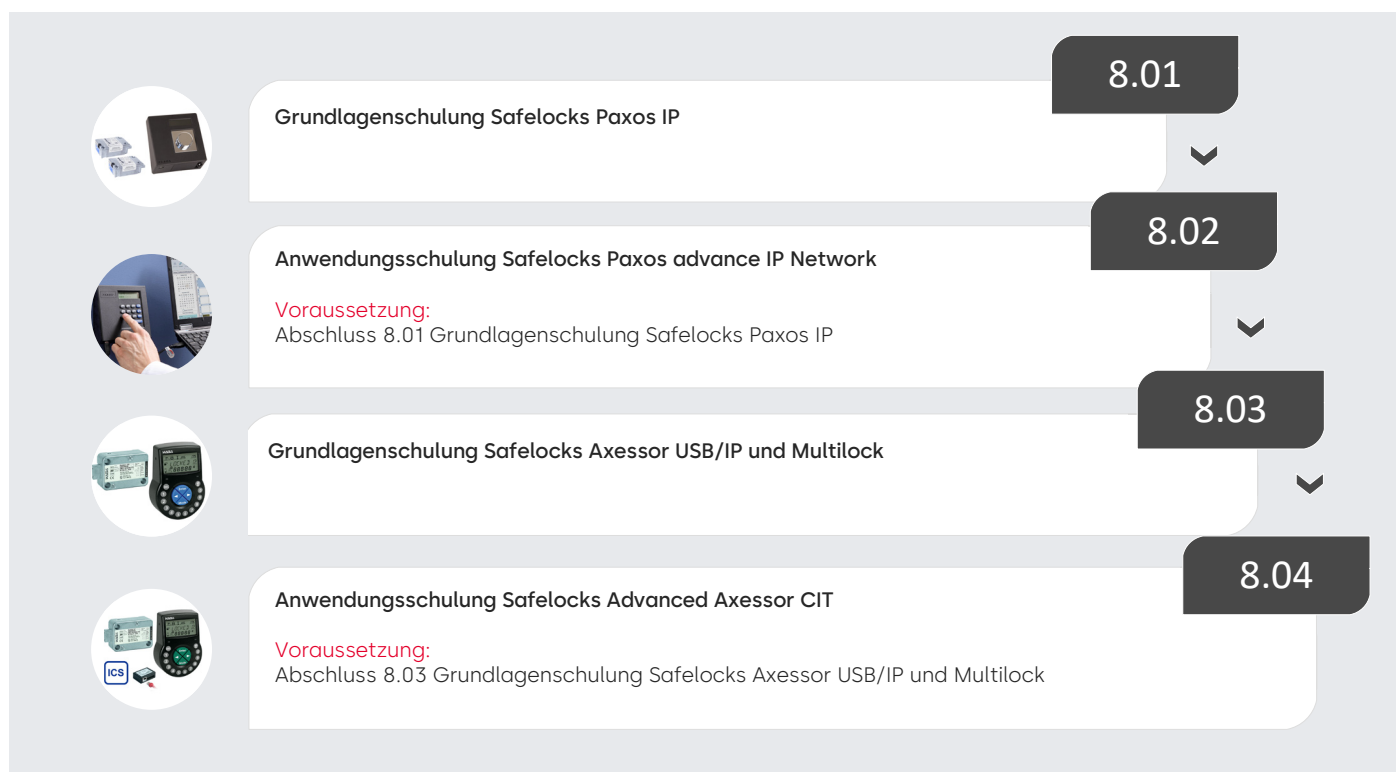 8.01
Grundlagenschulung Safelocks Paxos IP
8.02
Anwendungsschulung Safelocks Paxos advance IP Network
Voraussetzung:
Abschluss 8.01 Grundlagenschulung Safelocks Paxos IP
8.03
Grundlagenschulung Safelocks Axessor USB/IP und Multilock
8.04
Anwendungsschulung Safelocks Advanced Axessor CIT
Voraussetzung:
Abschluss 8.03 Grundlagenschulung Safelocks Axessor USB/IP und Multilock
ICS